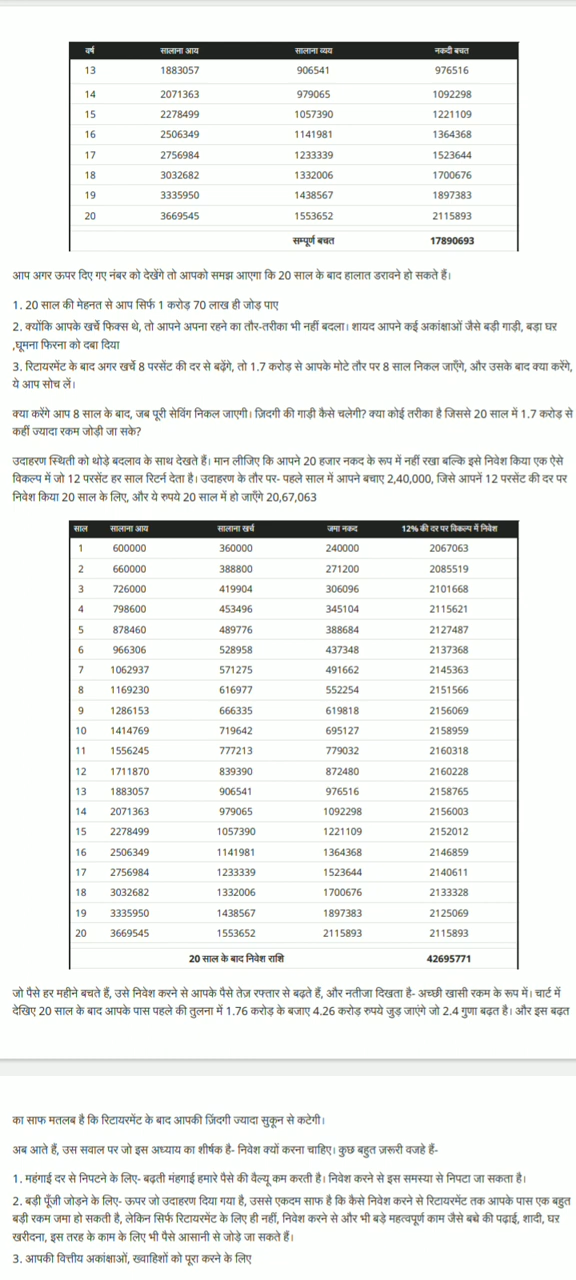 वर्ष सालाना आय सालाना व्यय नकदी बचत
13 1883057 906541 976516
14 2071363 979065 1092298
15 2278499 1057390 1221109
16 2506349 1141981 1364368
17 2756984 1233339 1523644
18 3032682 1332006 1700676
19 3335950 1438567 1897383
20 3669545 1553652 2115893
सम्पूर्ण बचत 17890693
आप अगर ऊपर दिए गए नंबर को देखेंगे तो आपको समझ आएगा कि 20 साल के बाद हालात डरावने हो सकते हैं।
1. 20 साल की मेहनत से आप सिर्फ 1 करोड़ 70 लाख ही जोड़ पाए
2. क्योंकि आपके खर्चे फिक्स थे, तो आपने अपना रहने का तौर-तरीका भी नहीं बदला। शायद आपने कई अकांक्षाओं जैसे बड़ी गाड़ी, बड़ा घर
,घूमना फिरना को दबा दिया
3. रिटायरमेंट के बाद अगर खर्चे 8 परसेंट की दर से बढ़ेंगे, तो 1.7 करोड़ से आपके मोटे तौर पर 8 साल निकल जाएँगे, और उसके बाद क्या करेंगे,
ये आप सोच लें।
क्या करेंगे आप 8 साल के बाद, जब पूरी सेविंग निकल जाएगी। ज़िदगी की गाड़ी कैसे चलेगी? क्या कोई तरीका है जिससे 20 साल में 1.7 करोड़ से
कहीं ज्यादा रकम जोड़ी जा सके?
उदाहरण स्थिती को थोड़े बदलाव के साथ देखते हैं। मान लीजिए कि आपने 20 हजार नकद के रूप में नहीं रखा बल्कि इसे निवेश किया एक ऐसे
विकल्प में जो 12 परसेंट हर साल रिटर्न देता है। उदाहरण के तौर पर- पहले साल में आपने बचाए 2,40,000, जिसे आपनें 12 परसेंट की दर पर
निवेश किया 20 साल के लिए, और ये रुपये 20 साल में हो जाएँगे 20,67,063
साल सालाना आय सालाना खर्च जमा नकद 12% की दर पर विकल्प में निवेश
1 600000 360000 240000 2067063
2 660000 388800 271200 2085519
3 726000 419904 306096 2101668
4 798600 453496 345104 2115621
5 878460 489776 388684 2127487
6 966306 528958 437348 2137368
7 1062937 571275 491662 2145363
8 1169230 616977 552254 2151566
9 1286153 666335 619818 2156069
10 1414769 719642 695127 2158959
11 1556245 777213 779032 2160318
12 1711870 839390 872480 2160228
13 1883057 906541 976516 2158765
14 2071363 979065 1092298 2156003
15 2278499 1057390 1221109 2152012
16 2506349 1141981 1364368 2146859
17 2756984 1233339 1523644 2140611
18 3032682 1332006 1700676 2133328
19 3335950 1438567 1897383 2125069
20 3669545 1553652 2115893 2115893
20 साल के बाद निवेश राशि 42695771
जो पैसे हर महीने बचते हैं, उसे निवेश करने से आपके पैसे तेज़ रफ्तार से बढ़ते हैं, और नतीजा दिखता है- अच्छी खासी रकम के रूप में। चार्ट में
देखिए 20 साल के बाद आपके पास पहले की तुलना में 1.76 करोड़ के बजाए 4.26 करोड़ रुपये जुड़ जाएंगे जो 2.4 गुणा बढ़त है। और इस बढ़त
का साफ मतलब है कि रिटायरमेंट के बाद आपकी ज़िंदगी ज्यादा सुकून से कटेगी।
अब आते हैं, उस सवाल पर जो इस अध्याय का शीर्षक है- निवेश क्यों करना चाहिए। कुछ बहुत ज़रूरी वजहे हैं-
1. महंगाई दर से निपटने के लिए- बढ़ती मंहगाई हमारे पैसे की वैल्यू कम करती है। निवेश करने से इस समस्या से निपटा जा सकता है।
2. बड़ी पूँजी जोड़ने के लिए- ऊपर जो उदाहरण दिया गया है, उससे एकदम साफ है कि कैसे निवेश करने से रिटायरमेंट तक आपके पास एक बहुत
बड़ी रकम जमा हो सकती है, लेकिन सिर्फ रिटायरमेंट के लिए ही नहीं, निवेश करने से और भी बड़े महत्वपूर्ण काम जैसे बच्चे की पढ़ाई, शादी, घर
खरीदना, इस तरह के काम के लिए भी पैसे आसानी से जोड़े जा सकते हैं।
3. आपकी वित्तीय अकांक्षाओं, ख्वाहिशों को पूरा करने के लिए